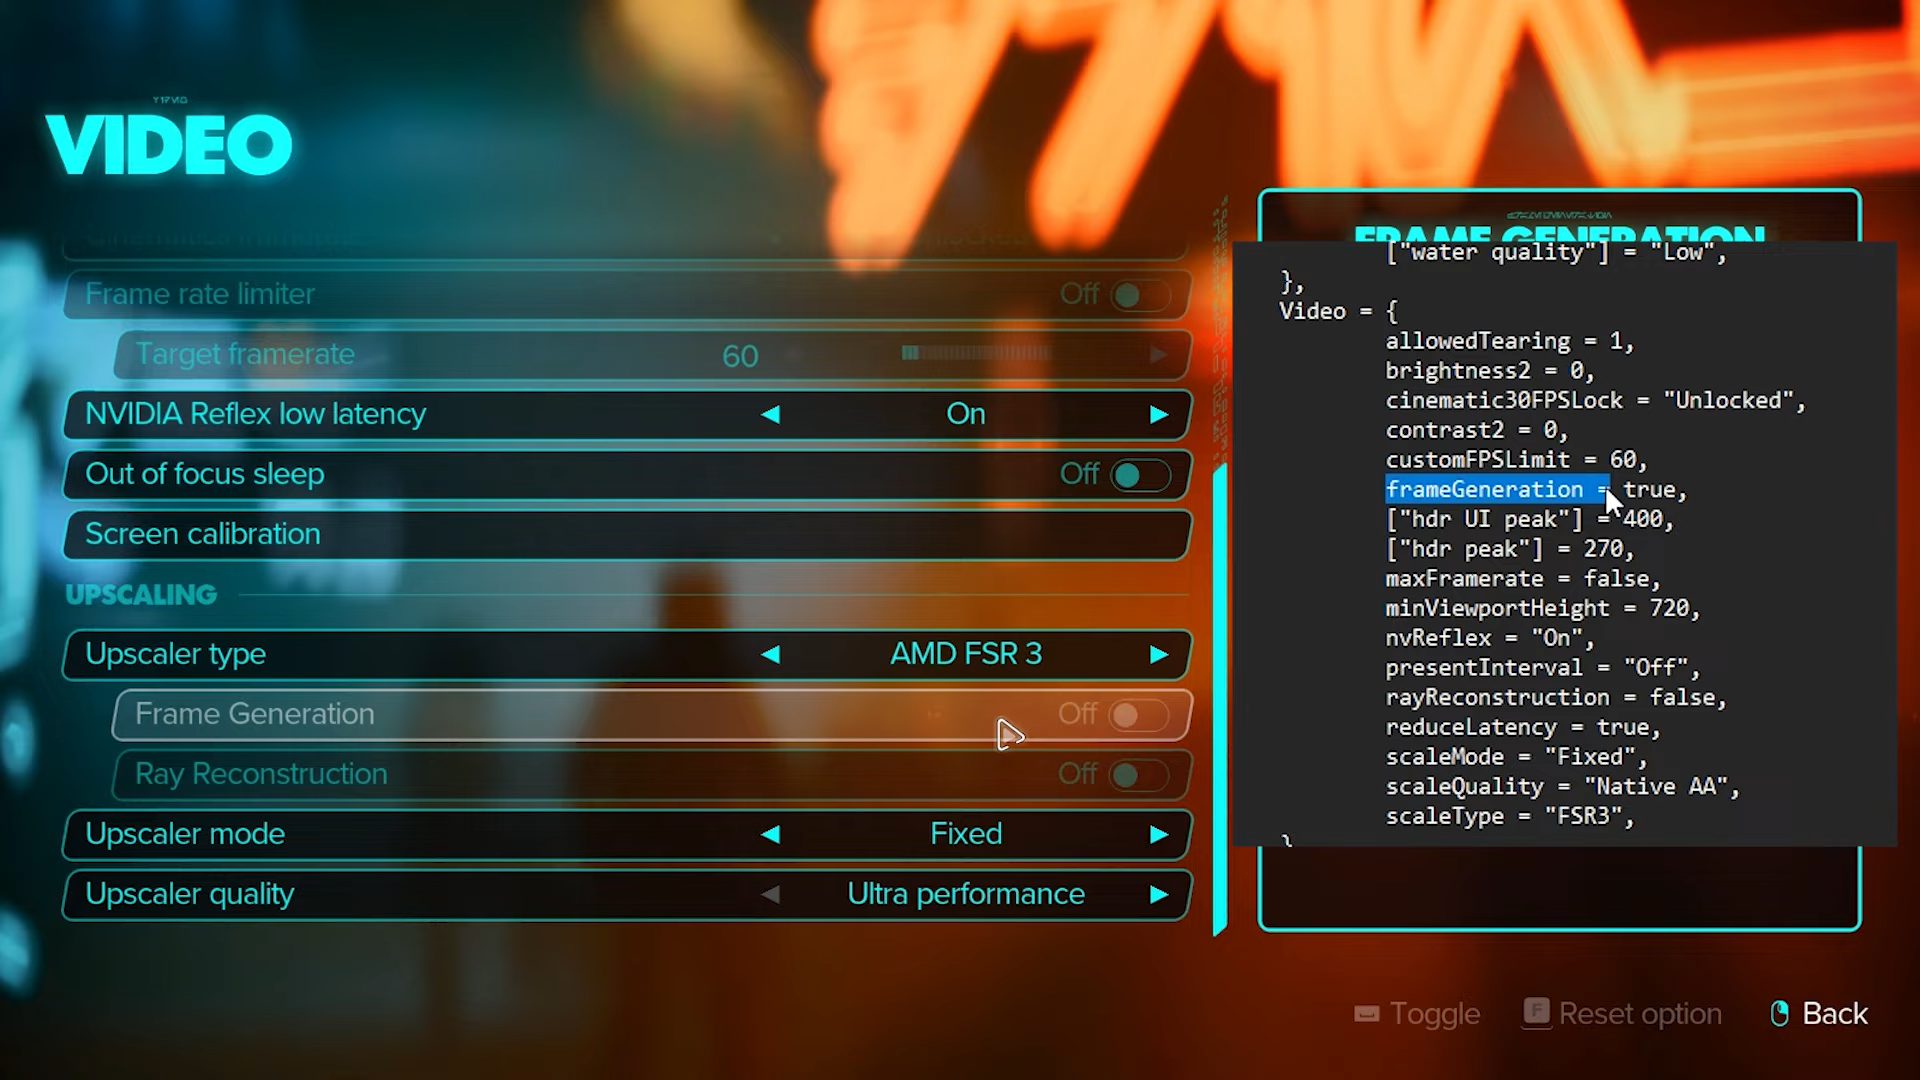 VIDEO
Frame rate limiter Off
Target framerate 60
NVIDIA Reflex low latency On
Out of focus sleep Off
Screen calibration
UPSCALING
Upscaler type AMD FSR 3
Frame Generation Off
Ray Reconstruction Off
Upscaler mode Fixed
Upscaler quality Ultra performance
FRAME GENERATION
["water quality"] = "Low",
},
Video = {
allowedTearing = 1,
brightness2 = 0,
cinematic30FPSLock = "Unlocked",
contrast2 = 0,
customFPSLimit = 60,
frameGeneration = true,
["hdr UI peak"] = 400,
["hdr peak"] = 270,
maxFramerate = false,
minViewportHeight = 720,
nvReflex = "On",
presentInterval = "Off",
rayReconstruction = false,
reduceLatency = true,
scaleMode = "Fixed",
scaleQuality = "Native AA",
scaleType = "FSR3",
}
Toggle F Reset option Back